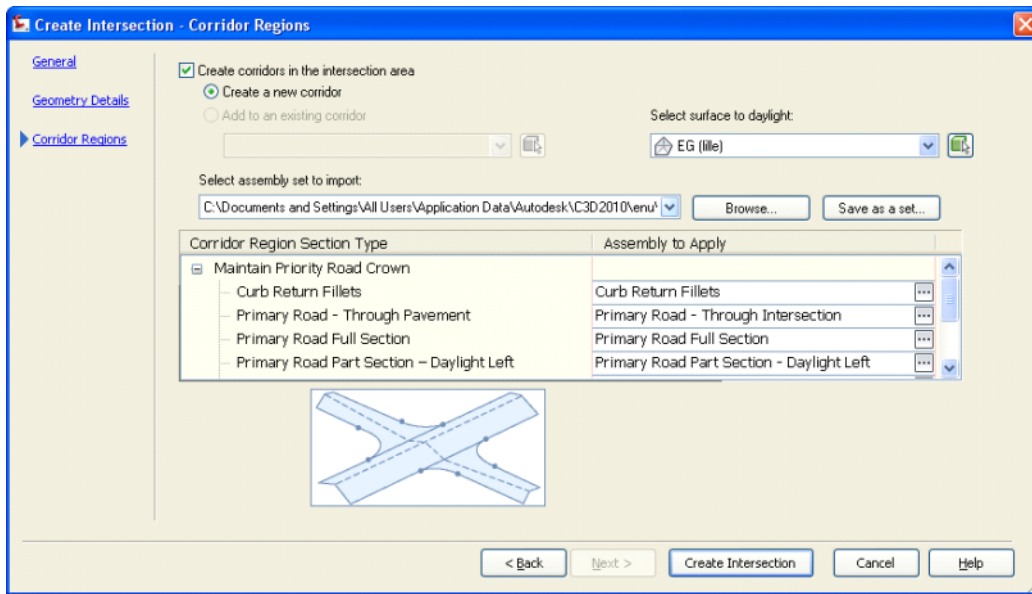 Create Intersection - Corridor Regions
General
Geometry Details
Corridor Regions
Create corridors in the intersection area
Create a new corridor
Add to an existing corridor
Select surface to daylight:
EG (lille)
Select assembly set to import:
C:\Documents and Settings\All Users\Application Data\Autodesk\C3D2010\enu\
Browse...
Save as a set...
Corridor Region Section Type Assembly to Apply
Maintain Priority Road Crown
Curb Return Fillets Curb Return Fillets ...
Primary Road - Through Pavement Primary Road - Through Intersection ...
Primary Road Full Section Primary Road Full Section ...
Primary Road Part Section – Daylight Left Primary Road Part Section - Daylight Left ...
< Back Next > Create Intersection Cancel Help